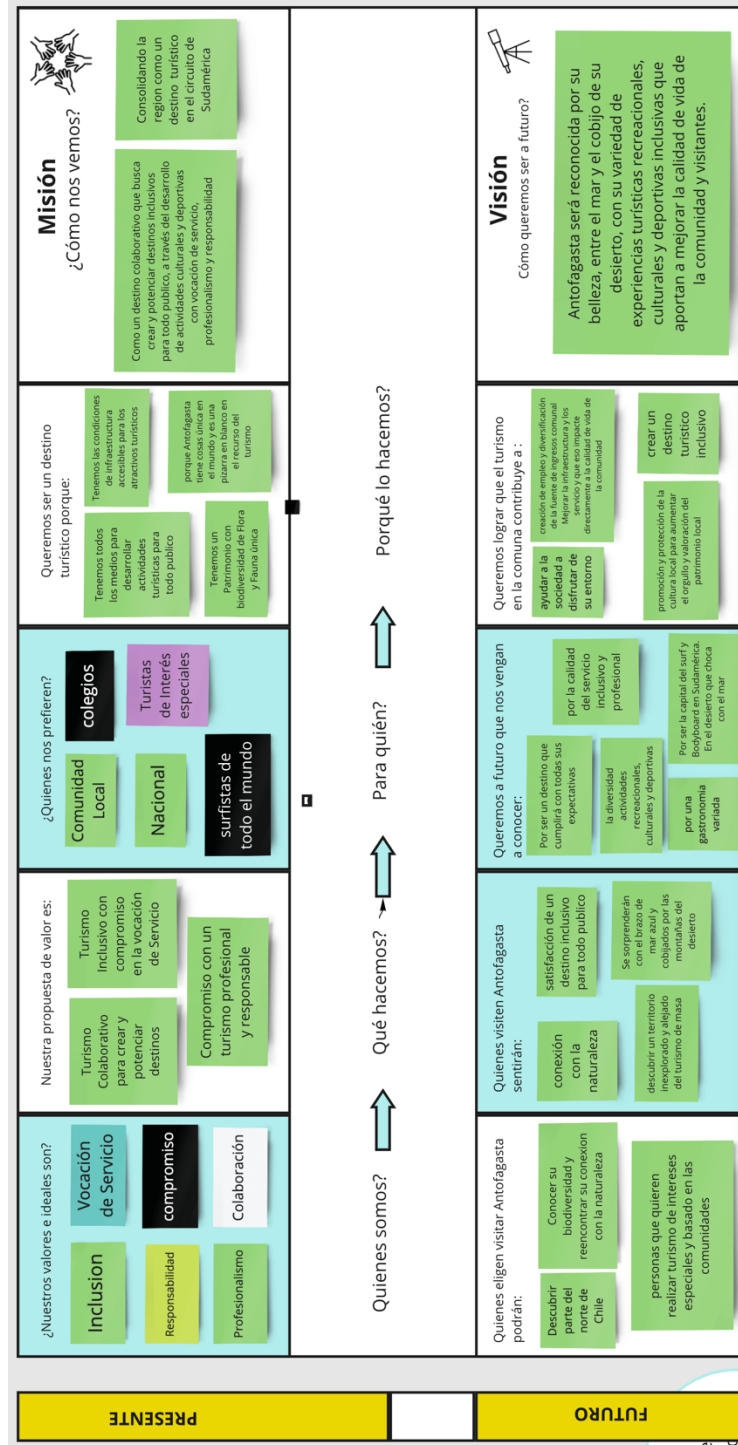 PRESENTE
¿Nuestros valores e ideales son?
Inclusion
Vocación
de Servicio
Responsabilidad
compromiso
Profesionalismo
Colaboración
Nuestra propuesta de valor es:
Turismo
Colaborativo
para crear y
potenciar
destinos
Turismo
Inclusivo con
compromiso
en la vocación
de Servicio
Compromiso con un
turismo profesional
y responsable
¿Quienes nos prefieren?
Comunidad
Local
colegios
Nacional
Turistas
de Interés
especiales
surfistas de
todo el mundo
Queremos ser un destino
turístico porque:
Tenemos todos
los medios para
desarrollar
actividades
turísticas para
todo publico
Tenemos las condiciones
de infraestructura
accesibles para los
atractivos turísticos
Tenemos un
Patrimonio con
biodiversidad de Flora
y Fauna única
porque Antofagasta
tiene cosas única en
el mundo y es una
pizarra en blanco en
el recurso del
turismo
Misión
¿Cómo nos vemos?
Como un destino colaborativo que busca
crear y potenciar destinos inclusivos
para todo publico, a través del desarrollo
de actividades culturales y deportivas
con vocación de servicio,
profesionalismo y responsabilidad
Consolidando la
region como un
destino turístico
en el circuito de
Sudamérica
Quienes somos?
Qué hacemos?
Para quién?
Porqué lo hacemos?
FUTURO
Quienes eligen visitar Antofagasta
podrán:
Descubrir
parte del
norte de
Chile
Conocer su
biodiversidad y
reencontrar su conexion
con la naturaleza
personas que quieren
realizar turismo de intereses
especiales y basado en las
comunidades
Quienes visiten Antofagasta
sentirán:
conexión
con la
naturaleza
satisfacción de un
destino inclusivo
para todo publico
descubrir un territorio
inexplorado y alejado
del turismo de masa
Se sorprenderán
con el brazo de
mar azul y
cobijados por las
montañas del
desierto
Queremos a futuro que nos vengan
a conocer:
Por ser un destino que
cumplirá con todas sus
expectativas
por la calidad
del servicio
inclusivo y
profesional
la diversidad
actividades
recreacionales,
culturales y deportivas
por una
gastronomia
variada
Por ser la capital del surf y
Bodyboard en Sudamérica.
En el desierto que choca
con el mar
Queremos lograr que el turismo
en la comuna contribuye a :
ayudar a la
sociedad a
disfrutar de
su entorno
creación de empleo y diversificación
de la fuente de ingresos comunal
Mejorar la infraestructura y los
servicio y que eso impacte
directamente a la calidad de vida de
la comunidad
promoción y protección de la
cultura local para aumentar
el orgullo y valoración del
patrimonio local
crear un
destino
turistico
inclusivo
Visión
Cómo queremos ser a futuro?
Antofagasta será reconocida por su
belleza, entre el mar y el cobijo de su
desierto, con su variedad de
experiencias turísticas recreacionales,
culturales y deportivas inclusivas que
aportan a mejorar la calidad de vida de
la comunidad y visitantes.